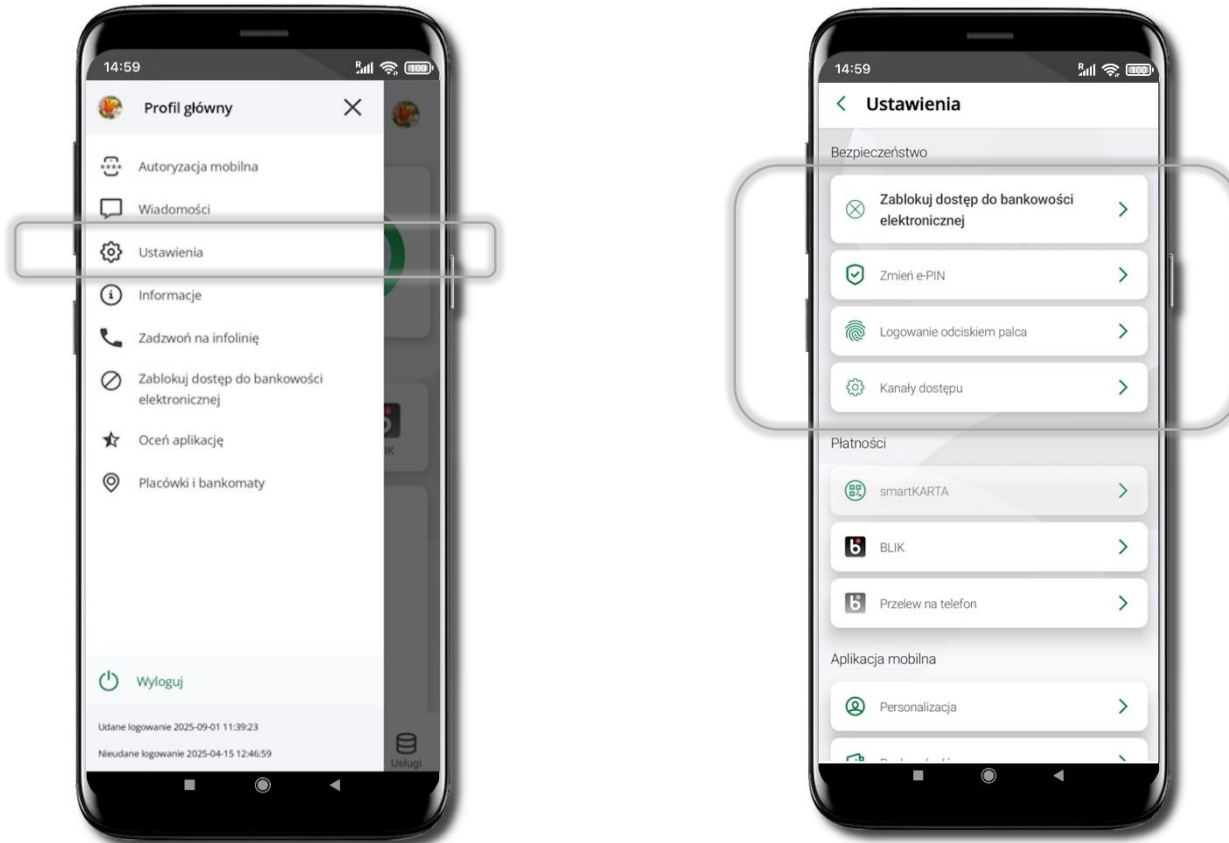 14:59
Profil główny
Autoryzacja mobilna
Wiadomości
Ustawienia
Informacje
Zadzwoń na infolinię
Zablokuj dostęp do bankowości
elektronicznej
Oceń aplikację
Placówki i bankomaty
Wyloguj
Udane logowanie 2025-09-01 11:39:23
Nieudane logowanie 2025-04-15 12:46:59
Usługi
14:59
Ustawienia
Bezpieczeństwo
Zablokuj dostęp do bankowości
elektronicznej
Zmień e-PIN
Logowanie odciskiem palca
Kanały dostępu
Płatności
smartKARTA
BLIK
Przelew na telefon
Aplikacja mobilna
Personalizacja